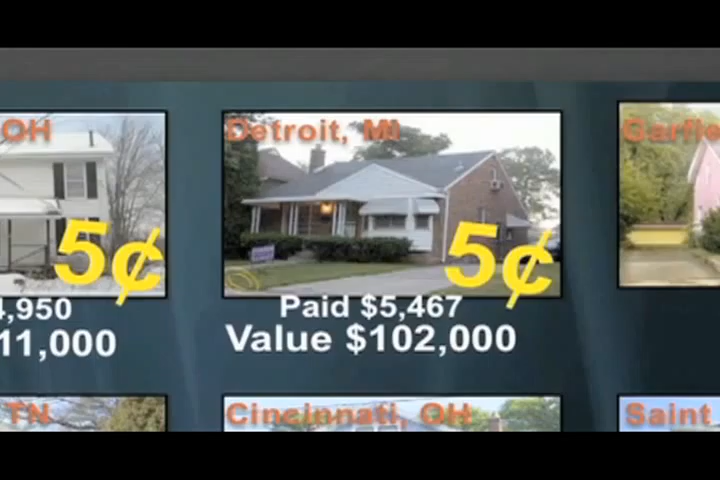 OH
5¢
4,950
11,000
Detroit, MI
5¢
Paid $5,467
Value $102,000
Garfie
TN
Cincinnati, OH
Saint